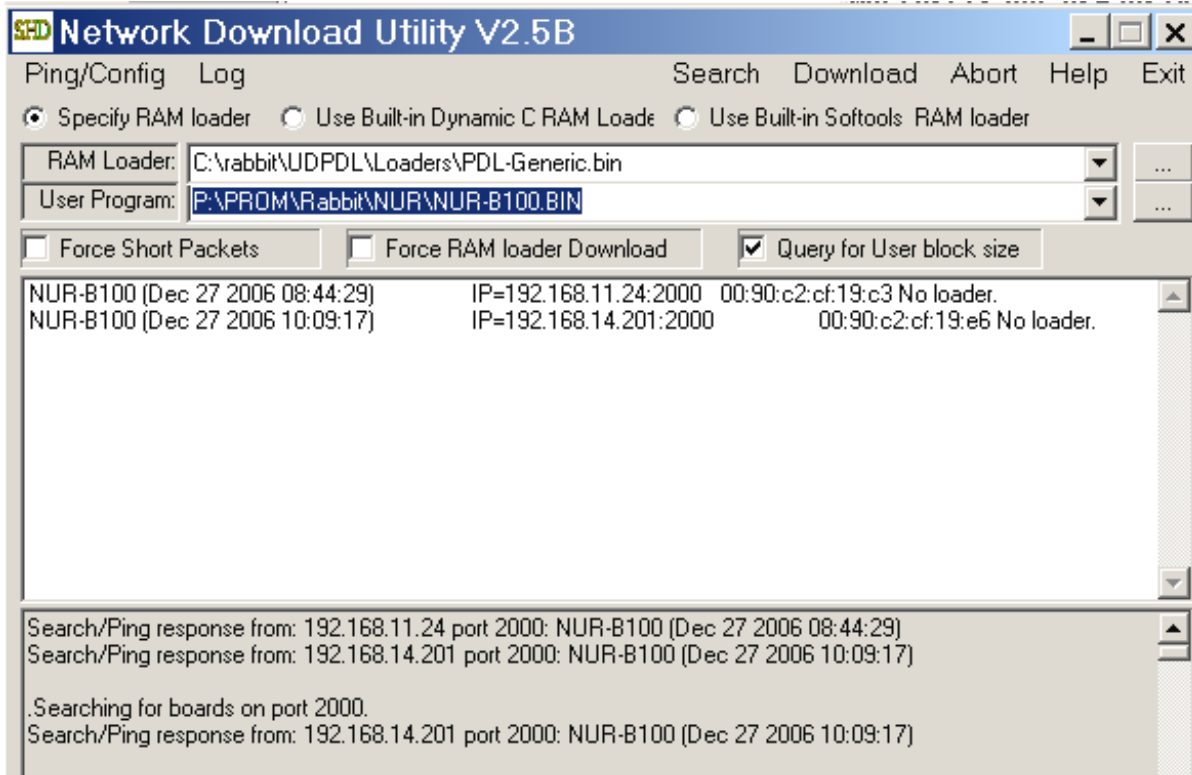 SHD Network Download Utility V2.5B
Ping/Config Log Search Download Abort Help Exit
Specify RAM loader Use Built-in Dynamic C RAM Loade Use Built-in Softools RAM loader
RAM Loader: C:\rabbit\UDPDL\Loaders\PDL-Generic.bin ...
User Program: P:\PROM\Rabbit\NUR\NUR-B100.BIN ...
Force Short Packets Force RAM loader Download Query for User block size
NUR-B100 (Dec 27 2006 08:44:29) IP=192.168.11.24:2000 00:90:c2:cf:19:c3 No loader.
NUR-B100 (Dec 27 2006 10:09:17) IP=192.168.14.201:2000 00:90:c2:cf:19:e6 No loader.
Search/Ping response from: 192.168.11.24 port 2000: NUR-B100 (Dec 27 2006 08:44:29)
Search/Ping response from: 192.168.14.201 port 2000: NUR-B100 (Dec 27 2006 10:09:17)
.Searching for boards on port 2000.
Search/Ping response from: 192.168.14.201 port 2000: NUR-B100 (Dec 27 2006 10:09:17)